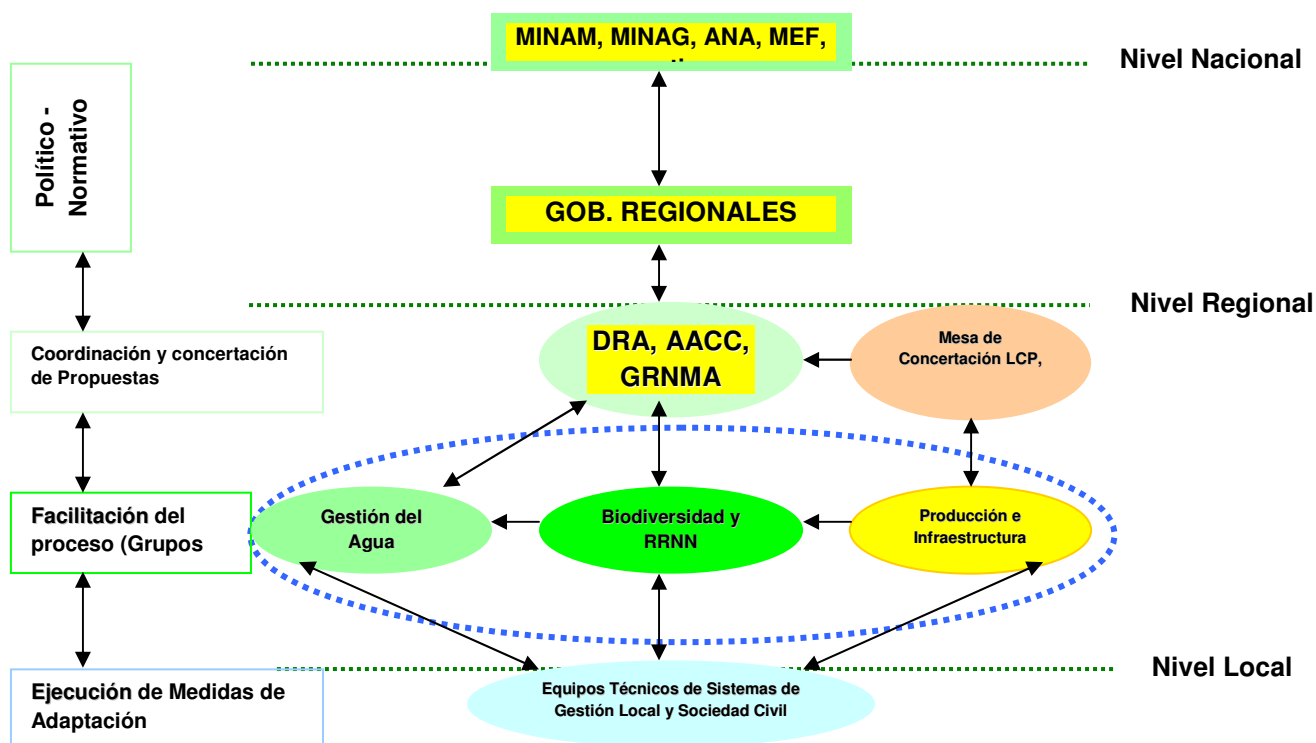 MINAM, MINAG, ANA, MEF,
Nivel Nacional
Político -
Normativo
GOB. REGIONALES
Nivel Regional
Coordinación y concertación
de Propuestas
DRA, AACC,
GRNMA
Mesa de
Concertación LCP,
Facilitación del
proceso (Grupos
Gestión del
Agua
Biodiversidad y
RRNN
Producción e
Infraestructura
Nivel Local
Ejecución de Medidas de
Adaptación
Equipos Técnicos de Sistemas de
Gestión Local y Sociedad Civil